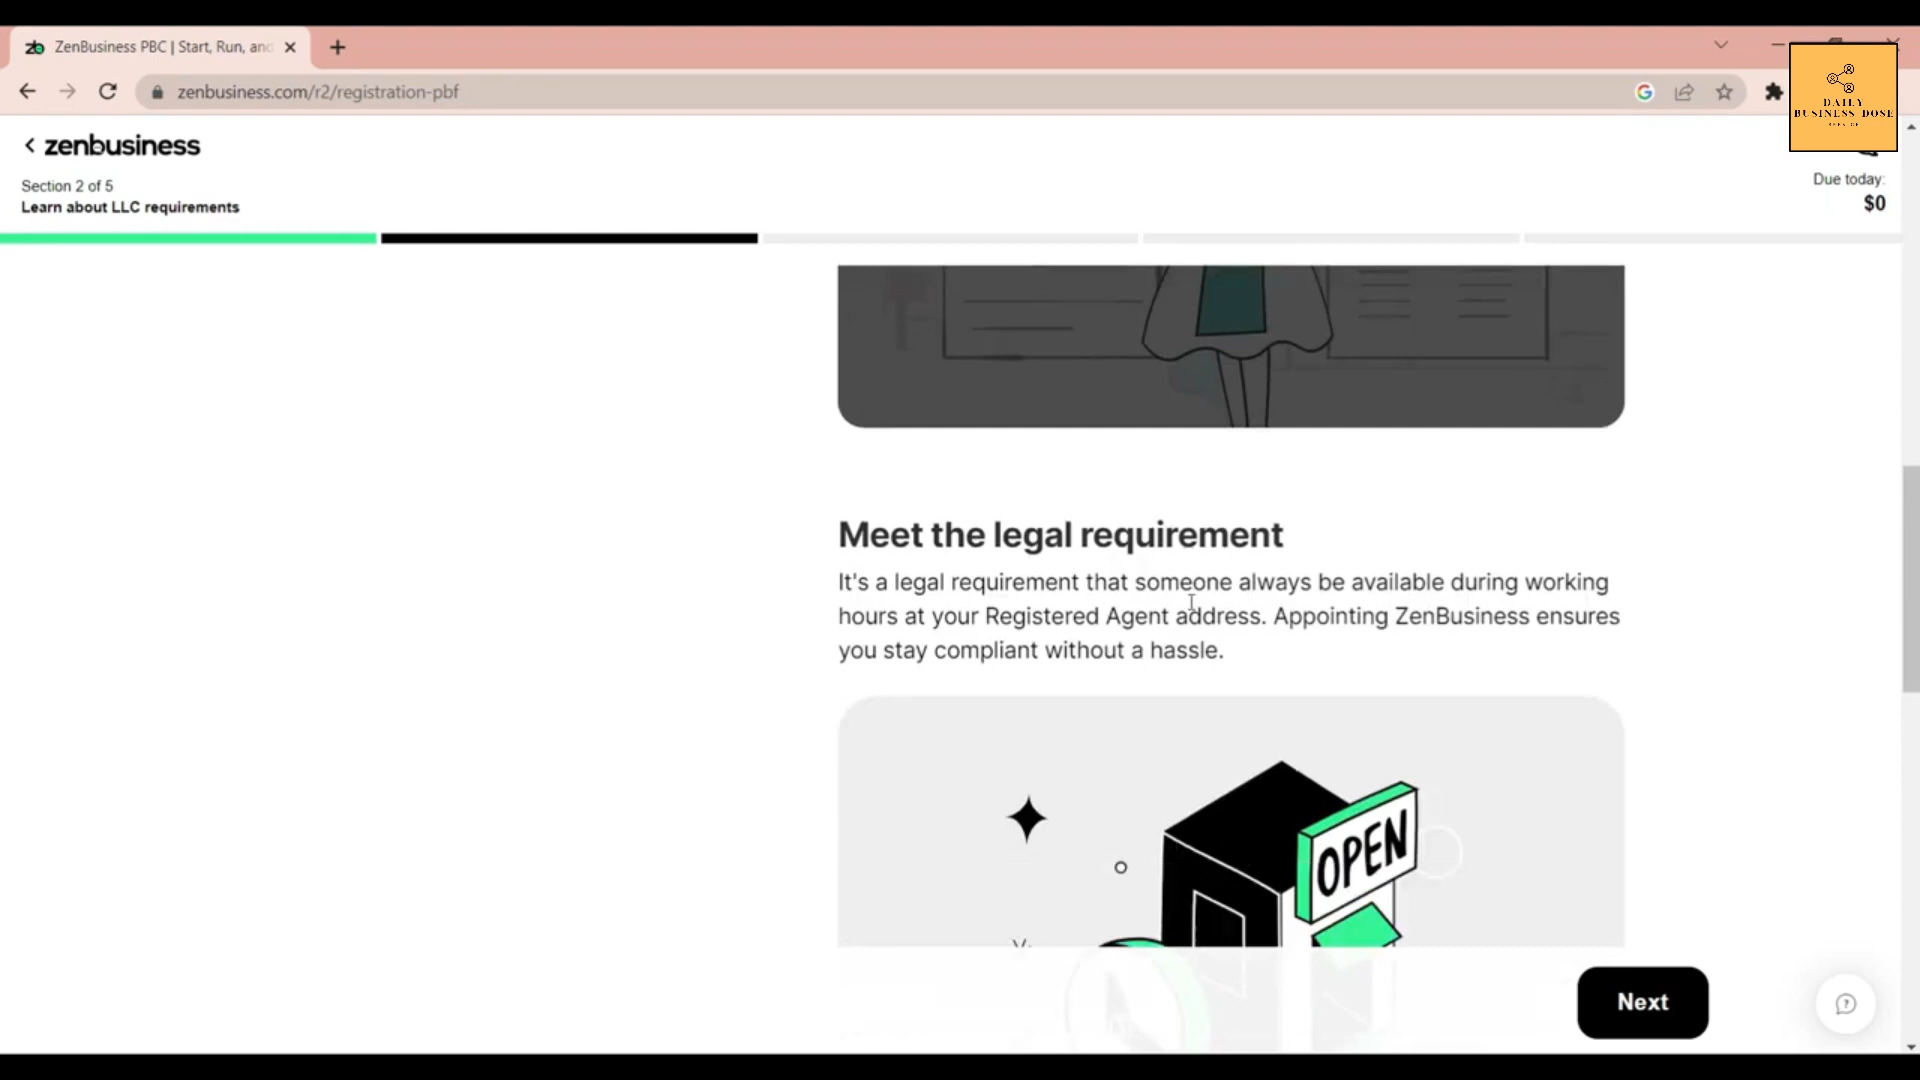 ZenBusiness PBC | Start, Run, and
zenbusiness.com/r2/registration-pbf
DAILY
BUSINESS DOSE
zenbusiness
Section 2 of 5
Learn about LLC requirements
Due today:
$0
Meet the legal requirement
It's a legal requirement that someone always be available during working
hours at your Registered Agent address. Appointing ZenBusiness ensures
you stay compliant without a hassle.
OPEN
Next